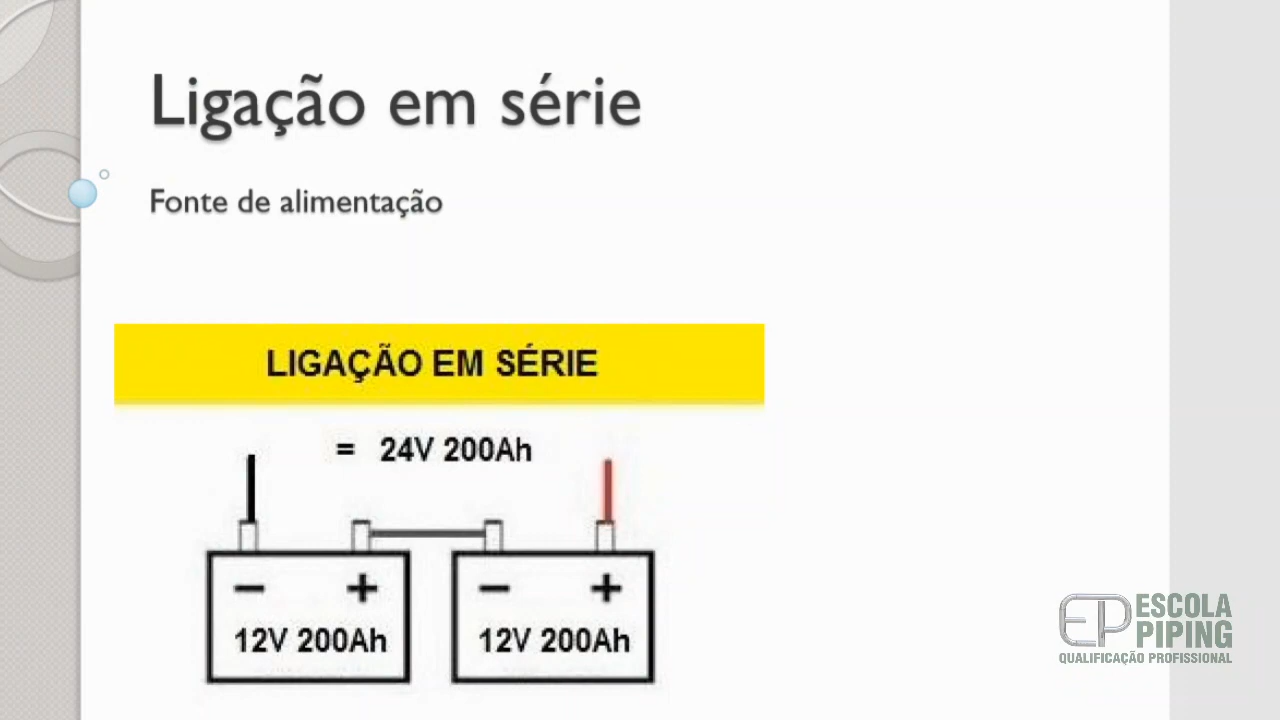 Ligação em série
Fonte de alimentação
LIGAÇÃO EM SÉRIE
= 24V 200Ah
− + − +
12V 200Ah 12V 200Ah
EP ESCOLA
PIPING
QUALIFICAÇÃO PROFISSIONAL